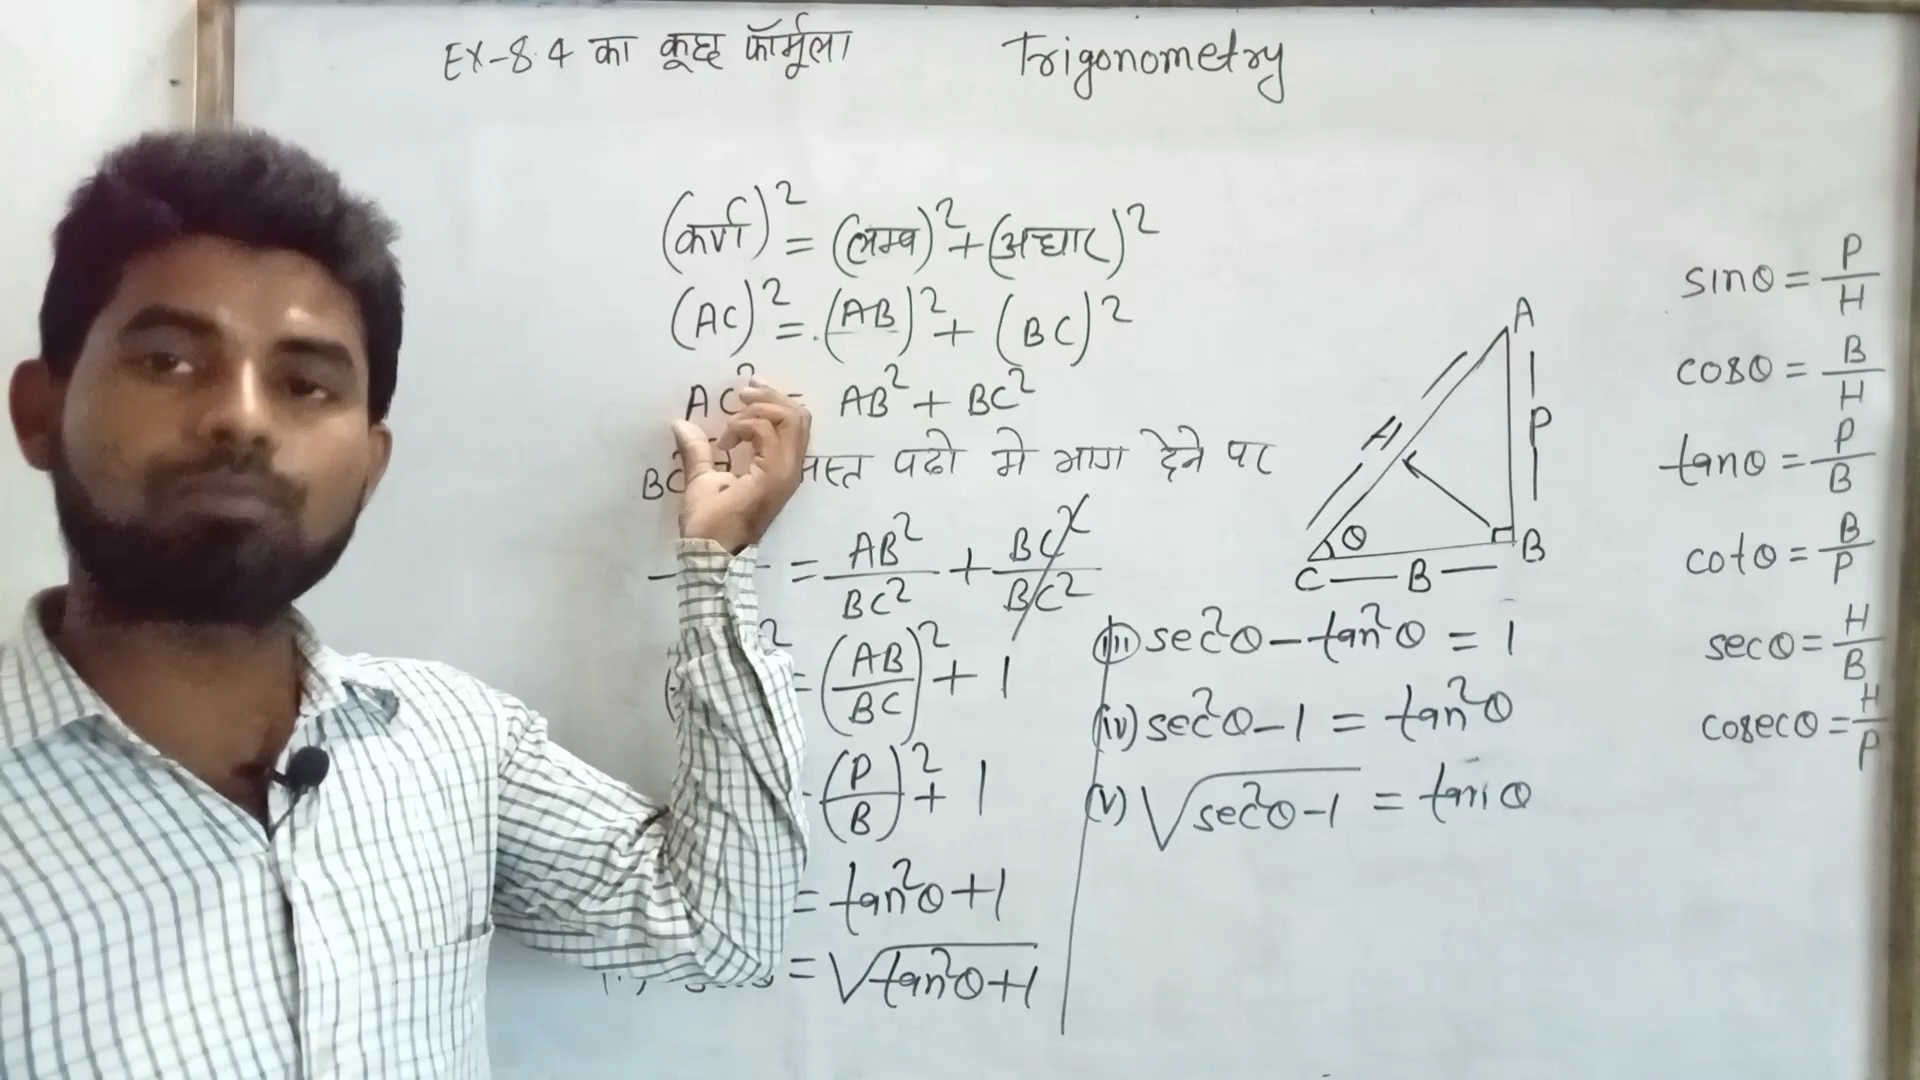 EX-8.4 का कूछ फॉर्मूला Trigonometry
(कर्ण)² = (लम्ब)² + (अधार)²
(AC)² = (AB)² + (BC)²
AC² = AB² + BC²
BC² पदो मे भाग देने पर
= AB²/BC² + BC²/BC²
= (AB/BC)² + 1
(P/B)² + 1
= tan²θ + 1
= √tan²θ+1
A
H
P
θ
C B B
(iii) sec²θ - tan²θ = 1
(iv) sec²θ - 1 = tan²θ
(v) √sec²θ-1 = tanθ
sinθ = P/H
cosθ = B/H
tanθ = P/B
cotθ = B/P
secθ = H/B
cosecθ = H/P